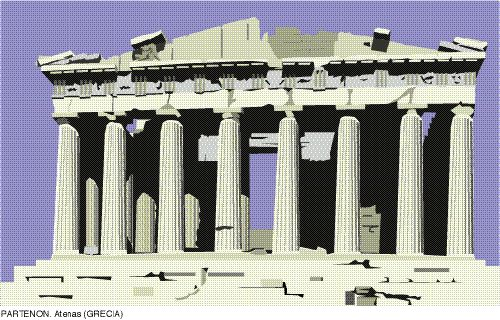 PARTENON. Atenas (GRECIA)